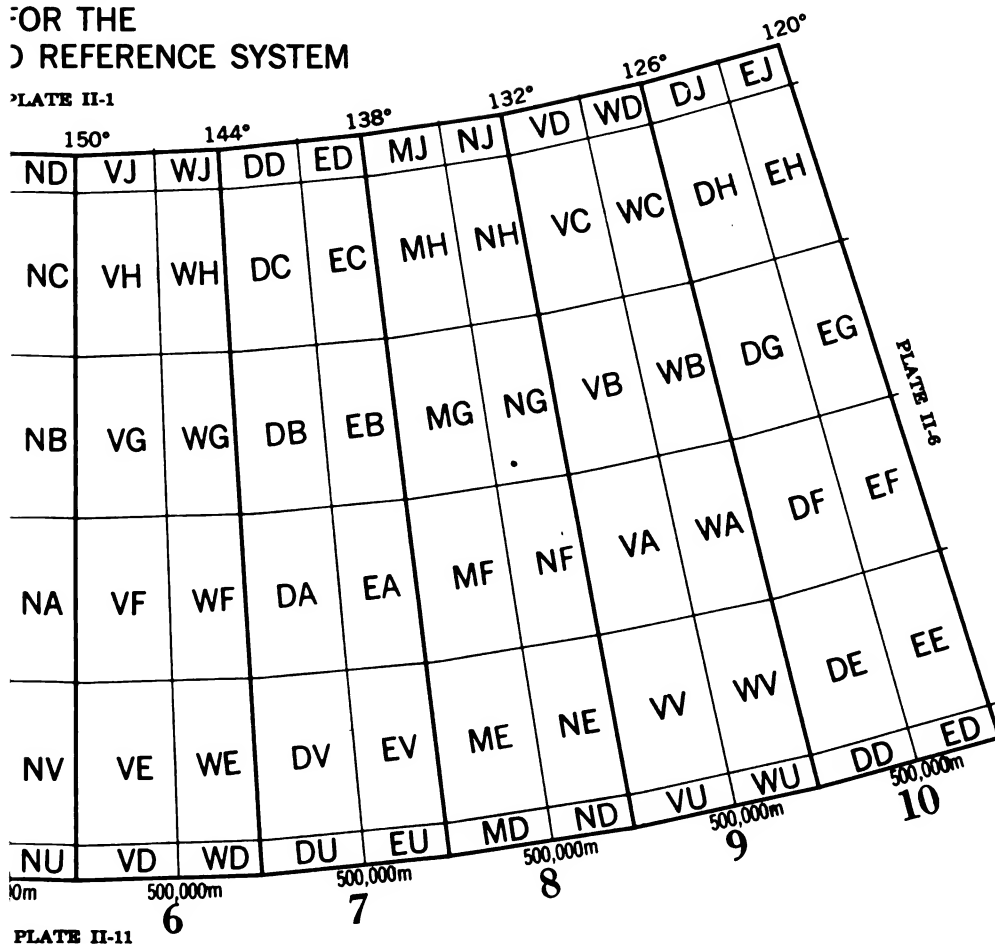 FOR THE
REFERENCE SYSTEM
PLATE II-1
150° 144° 138° 132° 126° 120°
ND VJ WJ DD ED MJ NJ VD WD DJ EJ
NC VH WH DC EC MH NH VC WC DH EH
NB VG WG DB EB MG NG VB WB DG EG
PLATE II-6
NA VF WF DA EA MF NF VA WA DF EF
NV VE WE DV EV ME NE VV WV DE EE
NU VD WD DU EU MD ND VU WU DD ED
0m 500,000m 500,000m 500,000m 500,000m 500,000m
6 7 8 9 10
PLATE II-11